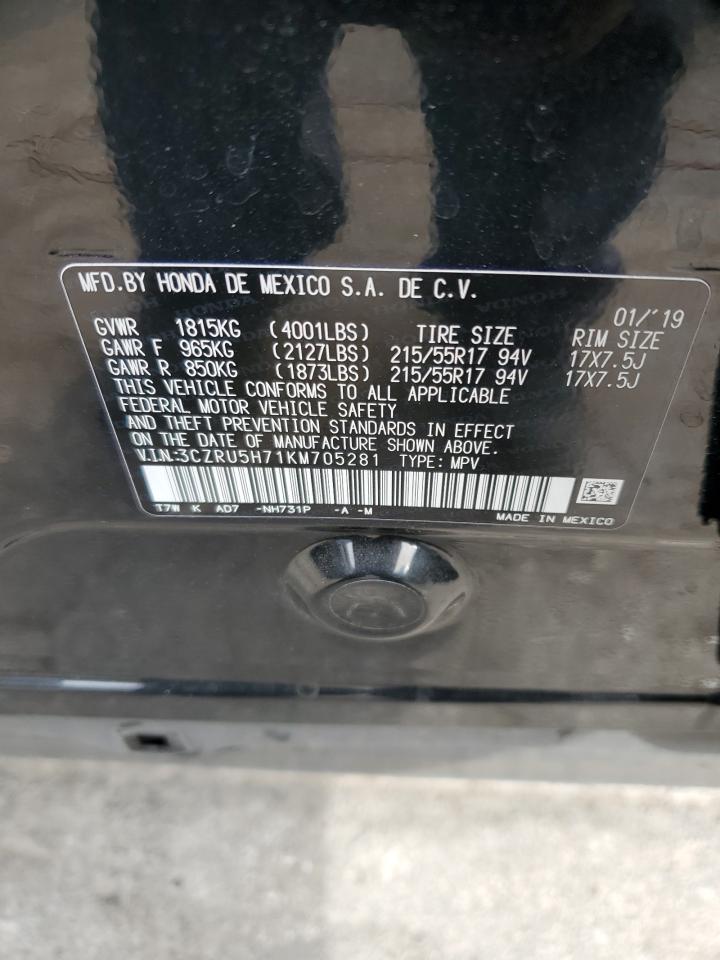 MFD.BY HONDA DE MEXICO S.A. DE C.V.
01/'19
GVWR 1815KG (4001LBS) TIRE SIZE RIM SIZE
GAWR F 965KG (2127LBS) 215/55R17 94V 17X7.5J
GAWR R 850KG (1873LBS) 215/55R17 94V 17X7.5J
THIS VEHICLE CONFORMS TO ALL APPLICABLE
FEDERAL MOTOR VEHICLE SAFETY
AND THEFT PREVENTION STANDARDS IN EFFECT
ON THE DATE OF MANUFACTURE SHOWN ABOVE.
V.I.N:3CZRU5H71KM705281 TYPE: MPV
T7W K AD7 -NH731P -A -M
MADE IN MEXICO